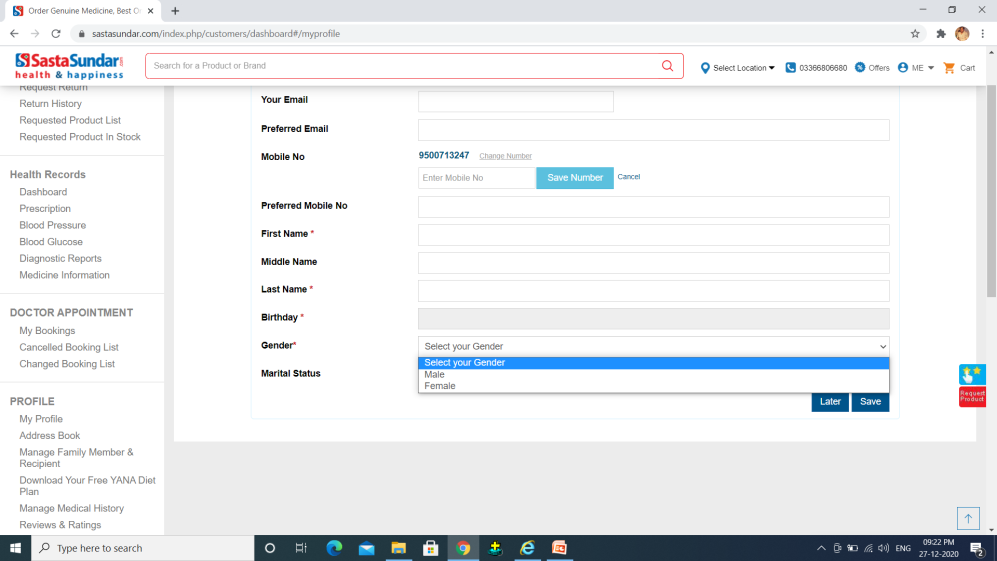 Order Genuine Medicine, Best O
sastasundar.com/index.php/customers/dashboard#/myprofile
SastaSundar
health & happiness
Search for a Product or Brand
Select Location
03366806680
Offers
ME
Cart
Request Return
Return History
Requested Product List
Requested Product In Stock
Health Records
Dashboard
Prescription
Blood Pressure
Blood Glucose
Diagnostic Reports
Medicine Information
DOCTOR APPOINTMENT
My Bookings
Cancelled Booking List
Changed Booking List
PROFILE
My Profile
Address Book
Manage Family Member &
Recipient
Download Your Free YANA Diet
Plan
Manage Medical History
Reviews & Ratings
Your Email
Preferred Email
Mobile No 9500713247 Change Number
Enter Mobile No Save Number Cancel
Preferred Mobile No
First Name *
Middle Name
Last Name *
Birthday *
Gender* Select your Gender
Select your Gender
Male
Female
Marital Status
Later Save
Request
Product
Type here to search
ENG
09:22 PM
27-12-2020
2